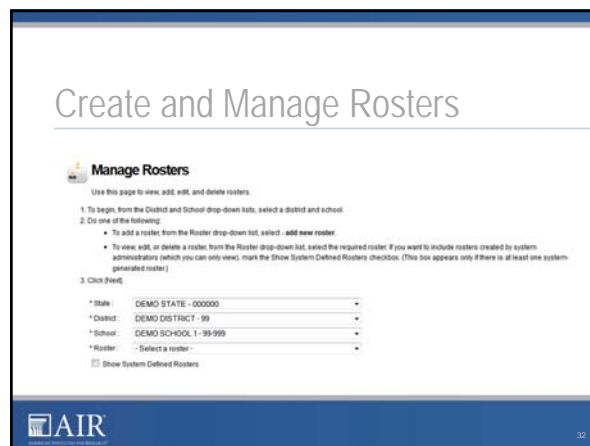 Create and Manage Rosters
Manage Rosters
Use this page to view, add, edit, and delete rosters.
1. To begin, from the District and School drop-down lists, select a district and school.
2. Do one of the following:
• To add a roster, from the Roster drop-down list, select - add new roster.
• To view, edit, or delete a roster, from the Roster drop-down list, select the required roster. If you want to include rosters created by system
administrators (which you can only view), mark the Show System Defined Rosters checkbox. (This box appears only if there is at least one system-
generated roster.)
3. Click [Next].
* State : DEMO STATE - 000000
* District : DEMO DISTRICT - 99
* School : DEMO SCHOOL 1 - 99-999
* Roster : - Select a roster -
Show System Defined Rosters
AIR
AMERICAN INSTITUTES FOR RESEARCH
32